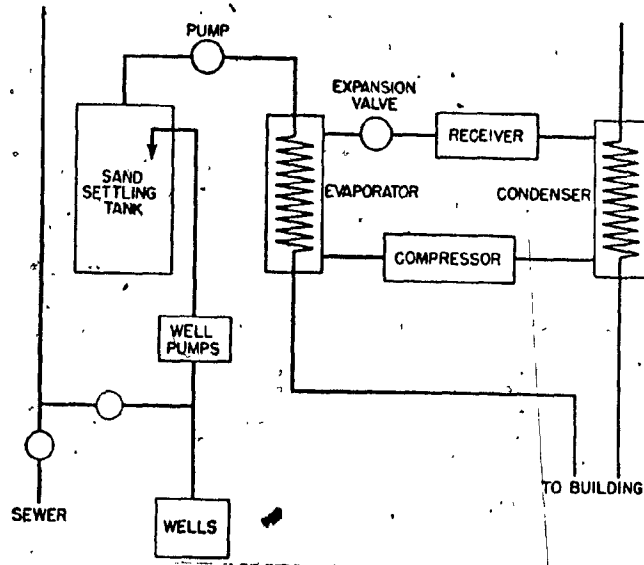 PUMP
EXPANSION
VALVE
RECEIVER
SAND
SETTLING
TANK
EVAPORATOR
CONDENSER
COMPRESSOR
WELL
PUMPS
TO BUILDING
SEWER
WELLS